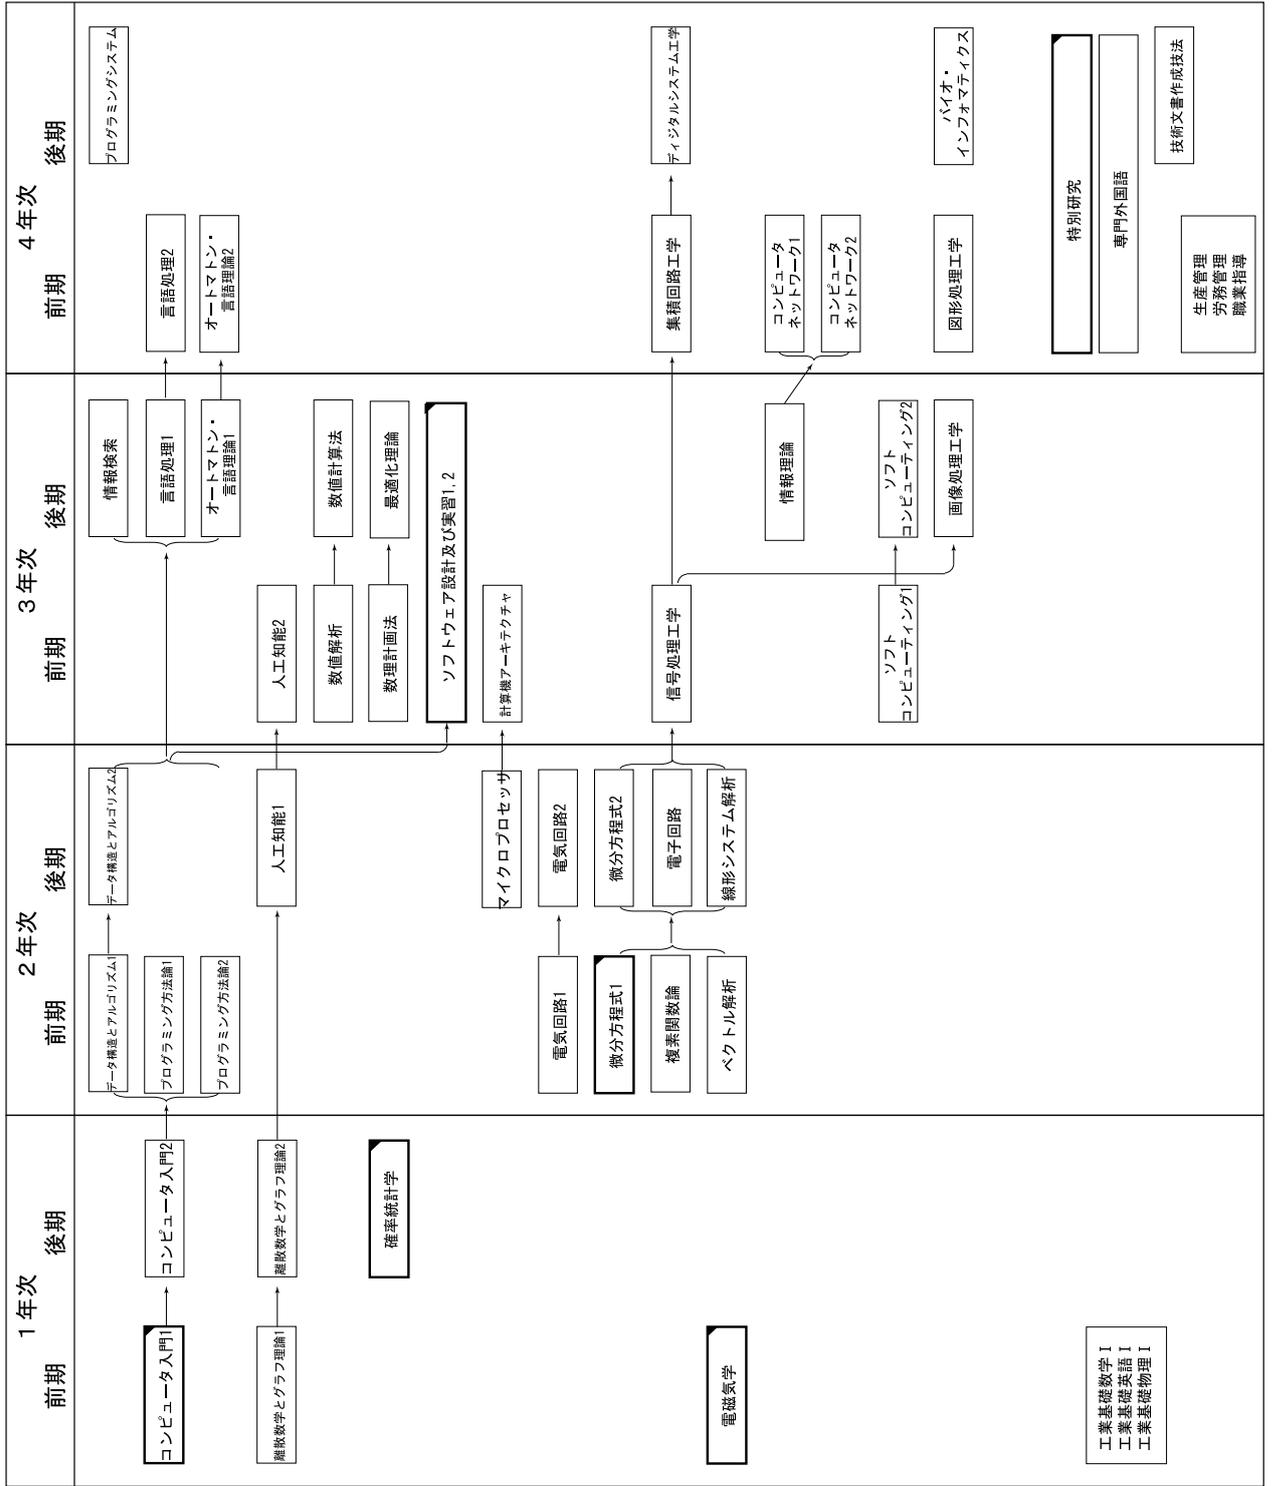 1年次
前期
後期
2年次
前期
後期
3年次
前期
後期
4年次
前期
後期
コンピュータ入門1
離散数学とグラフ理論1
電磁気学
工業基礎数学Ⅰ
工業基礎英語Ⅰ
工業基礎物理Ⅰ
コンピュータ入門2
離散数学とグラフ理論2
確率統計学
データ構造とアルゴリズム1
プログラミング方法論1
プログラミング方法論2
電気回路1
微分方程式1
複素関数論
ベクトル解析
データ構造とアルゴリズム2
人工知能1
マイクロプロセッサ
電気回路2
微分方程式2
電子回路
線形システム解析
人工知能2
数値解析
数理計画法
ソフトウェア設計及び実習1,2
計算機アーキテクチャ
信号処理工学
ソフト
コンピューティング1
情報検索
言語処理1
オートマトン・
言語理論1
数値計算法
最適化理論
情報理論
ソフト
コンピューティング2
画像処理工学
言語処理2
オートマトン・
言語理論2
集積回路工学
コンピュータ
ネットワーク1
コンピュータ
ネットワーク2
図形処理工学
特別研究
専門外国語
生産管理
労務管理
職業指導
プログラミングシステム
ディジタルシステム工学
バイオ・
インフォマティクス
技術文書作成技法